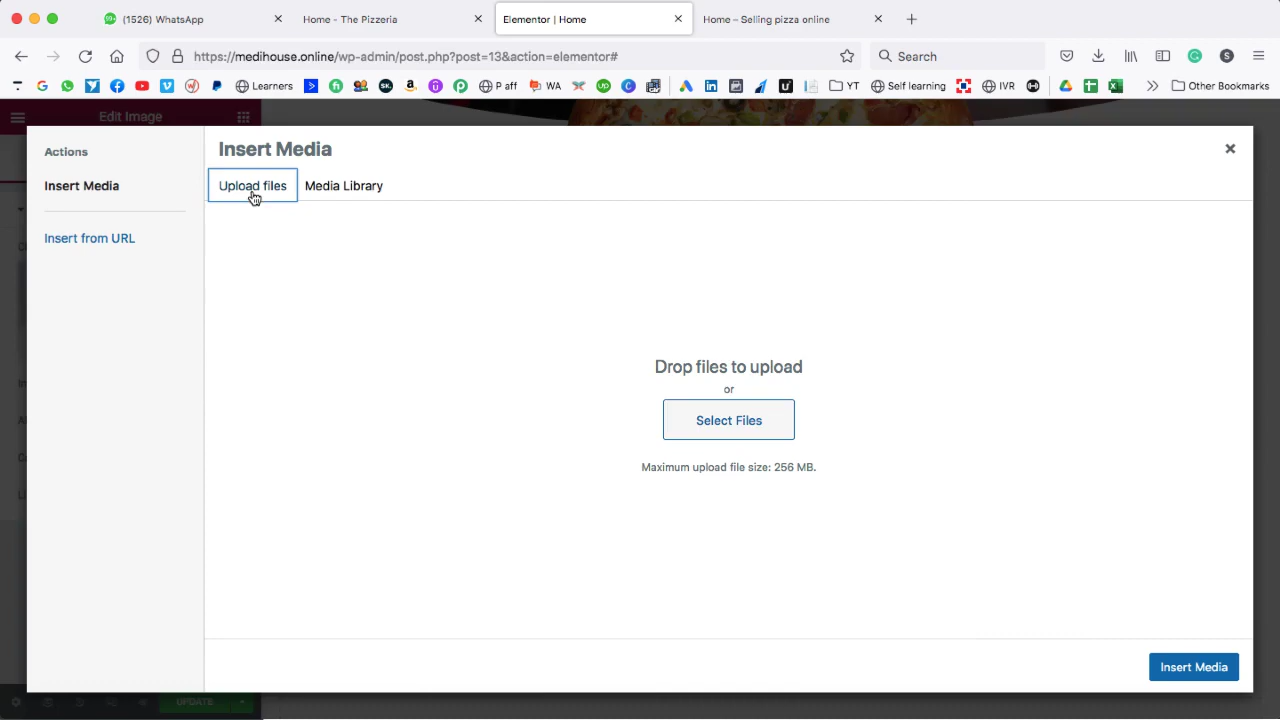 (1526) WhatsApp
Home - The Pizzeria
Elementor | Home
Home – Selling pizza online
https://medihouse.online/wp-admin/post.php?post=13&action=elementor#
Search
Learners
P aff
WA
YT
Self learning
IVR
Other Bookmarks
Edit Image
Actions
Insert Media
Insert from URL
Insert Media
Upload files
Media Library
Drop files to upload
or
Select Files
Maximum upload file size: 256 MB.
Insert Media
UPDATE